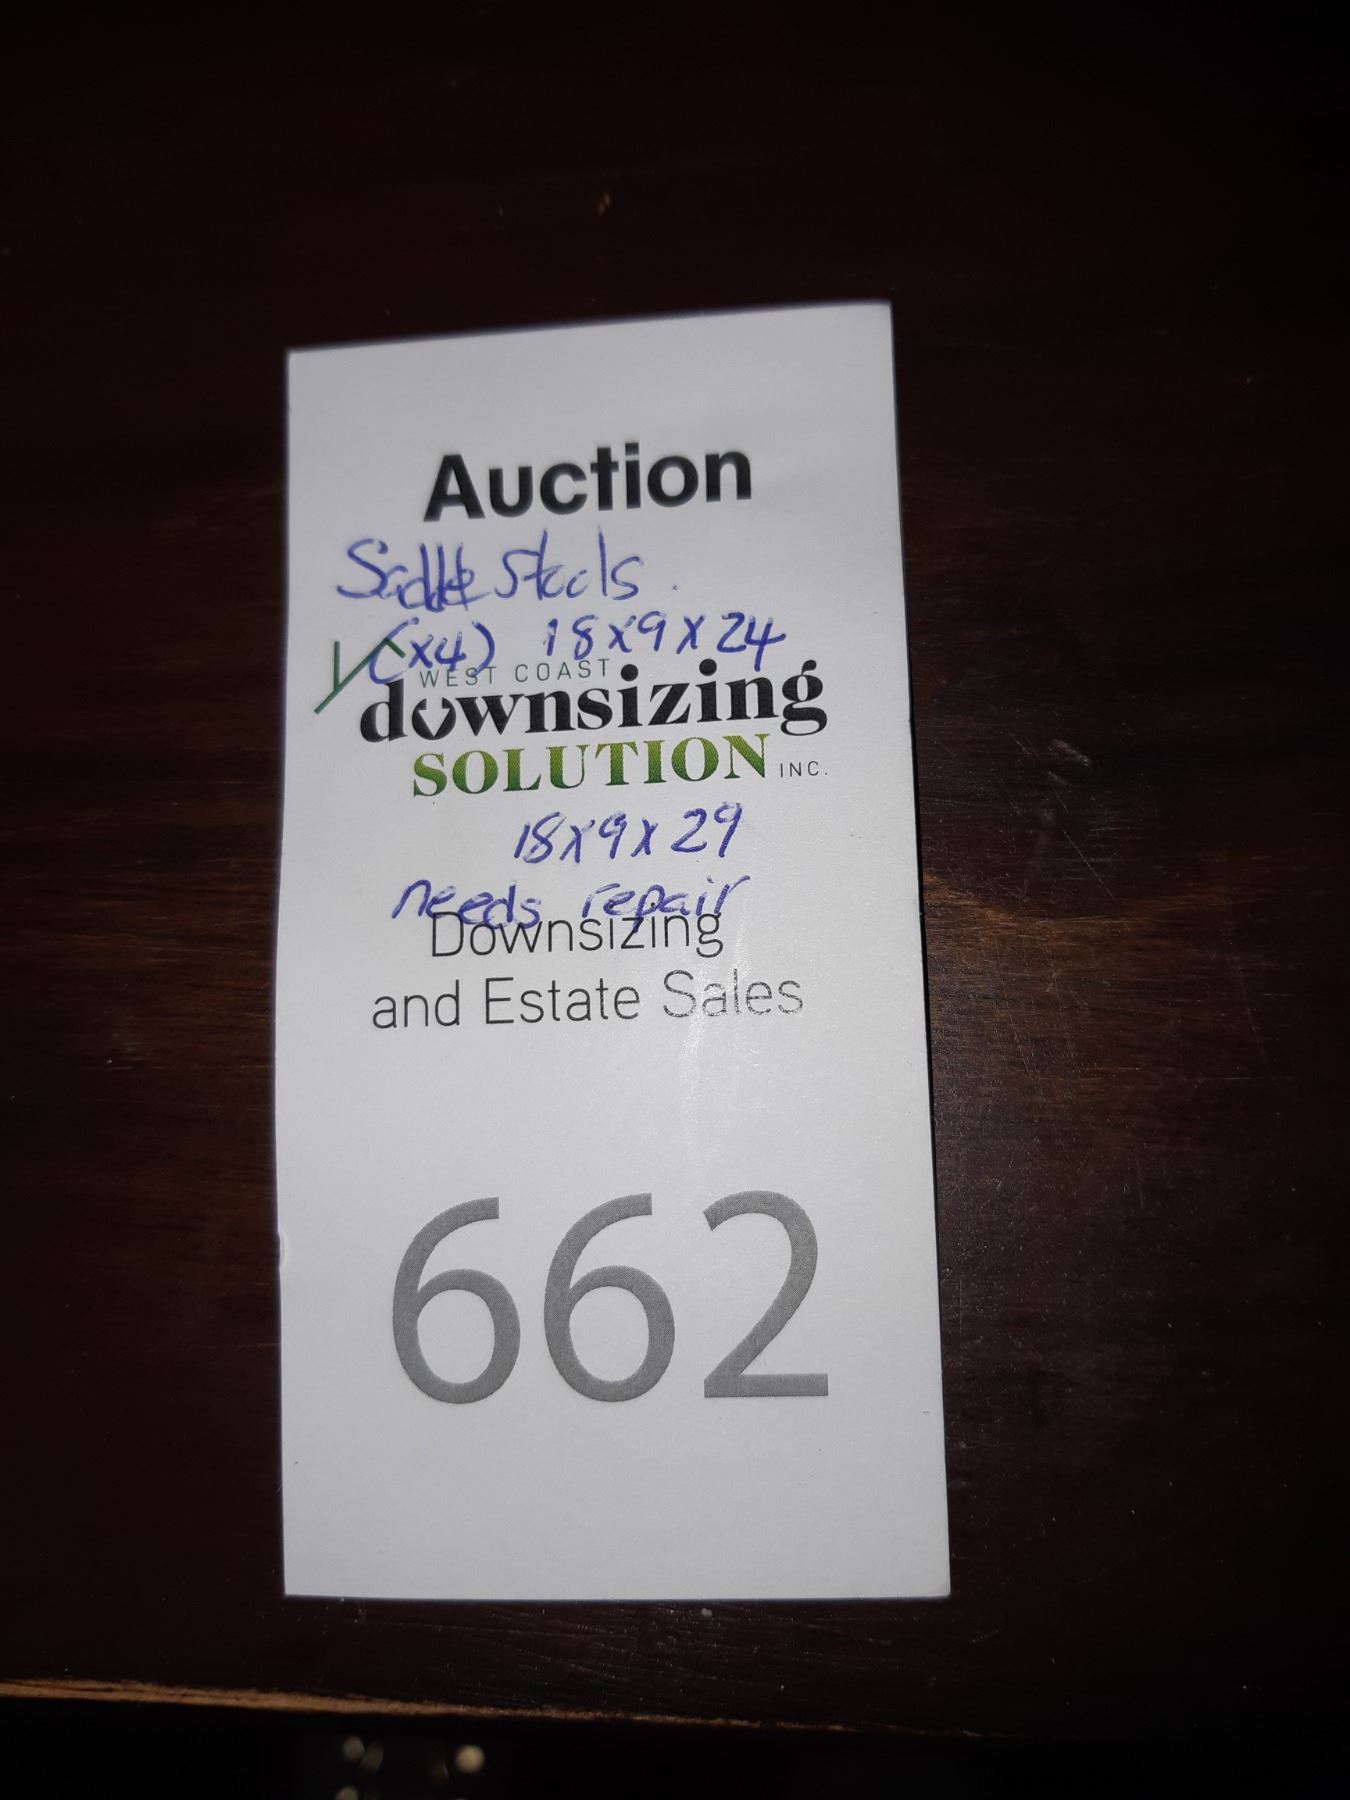 Auction
Saddle stools
(x4) 18x9x24
WEST COAST
downsizing
SOLUTION INC.
18x9x29
needs repair
Downsizing
and Estate Sales
662